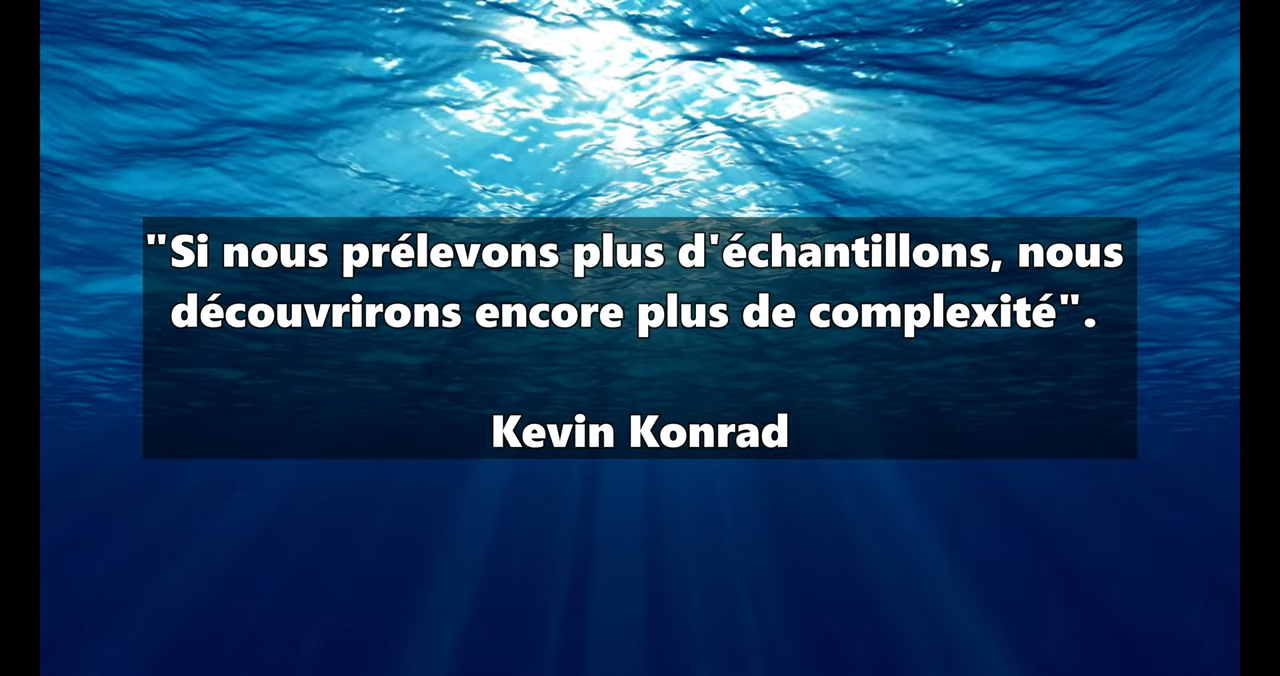 "Si nous prélevons plus d'échantillons, nous
découvrirons encore plus de complexité".
Kevin Konrad